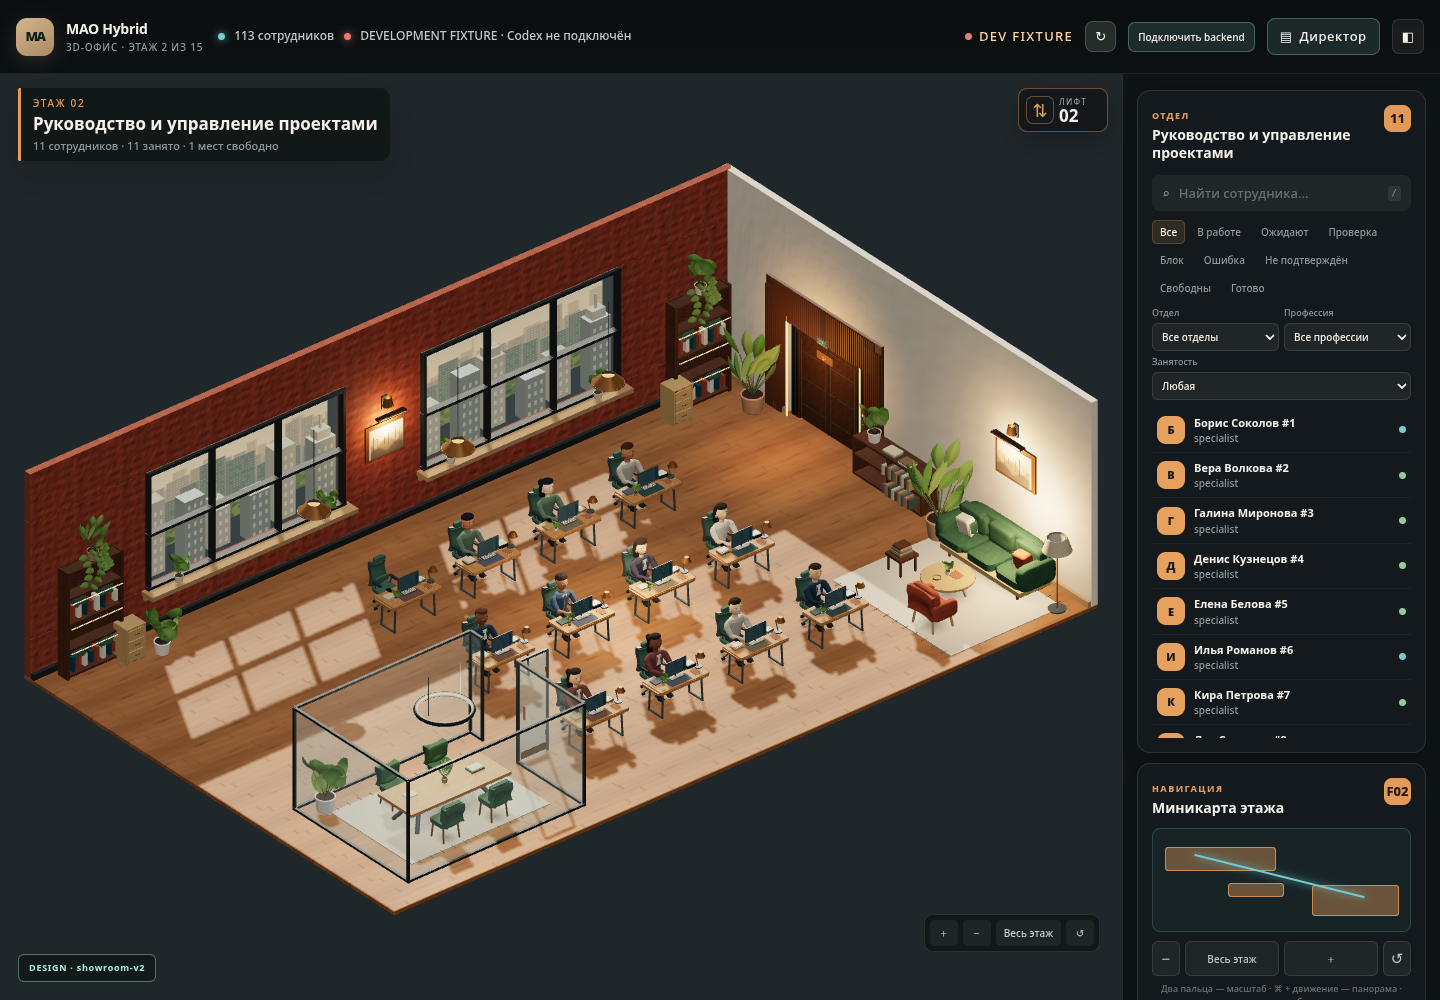 MA
MAO Hybrid
3D-ОФИС · ЭТАЖ 2 ИЗ 15
113 сотрудников
DEVELOPMENT FIXTURE · Codex не подключён
DEV FIXTURE
↻
Подключить backend
Директор
ЭТАЖ 02
Руководство и управление проектами
11 сотрудников · 11 занято · 1 мест свободно
ЛИФТ
02
ОТДЕЛ
11
Руководство и управление
проектами
Найти сотрудника...
/
Все
В работе
Ожидают
Проверка
Блок
Ошибка
Не подтверждён
Свободны
Готово
Отдел
Профессия
Все отделы
Все профессии
Занятость
Любая
Б
Борис Соколов #1
specialist
В
Вера Волкова #2
specialist
Г
Галина Миронова #3
specialist
Д
Денис Кузнецов #4
specialist
Е
Елена Белова #5
specialist
И
Илья Романов #6
specialist
К
Кира Петрова #7
specialist
НАВИГАЦИЯ
F02
Миникарта этажа
+
−
Весь этаж
↺
−
Весь этаж
+
↺
Два пальца — масштаб · ⌘ + движение — панорама ·
DESIGN · showroom-v2